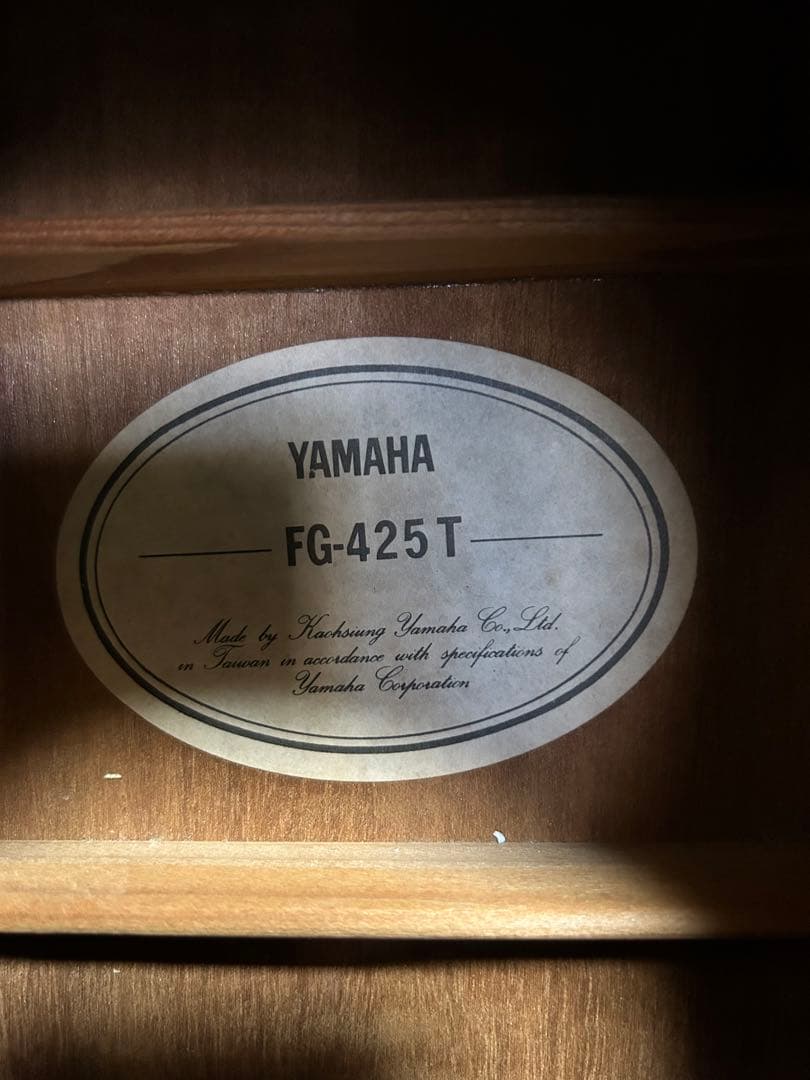 YAMAHA
FG-425T
Made by Kaohsiung Yamaha Co., Ltd.
in Taiwan in accordance with specifications of
Yamaha Corporation